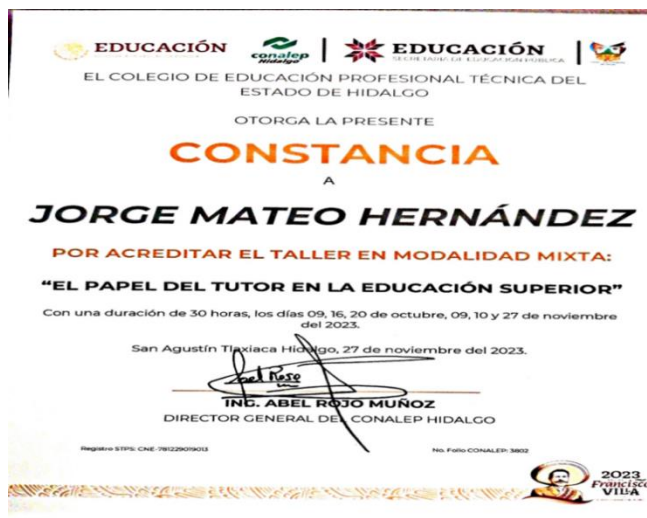 EDUCACIÓN
conalep
Hidalgo
EDUCACIÓN
SECRETARÍA DE EDUCACIÓN PÚBLICA
EL COLEGIO DE EDUCACIÓN PROFESIONAL TÉCNICA DEL
ESTADO DE HIDALGO
OTORGA LA PRESENTE
CONSTANCIA
A
JORGE MATEO HERNÁNDEZ
POR ACREDITAR EL TALLER EN MODALIDAD MIXTA:
“EL PAPEL DEL TUTOR EN LA EDUCACIÓN SUPERIOR”
Con una duración de 30 horas, los días 09, 16, 20 de octubre, 09, 10 y 27 de noviembre
del 2023.
San Agustín Tlaxiaca Hidalgo, 27 de noviembre del 2023.
ING. ABEL ROJO MUÑOZ
DIRECTOR GENERAL DEL CONALEP HIDALGO
Registro STPS: CNE-781229019013
No. Folio CONALEP: 3802
2023
Francisco
VILLA